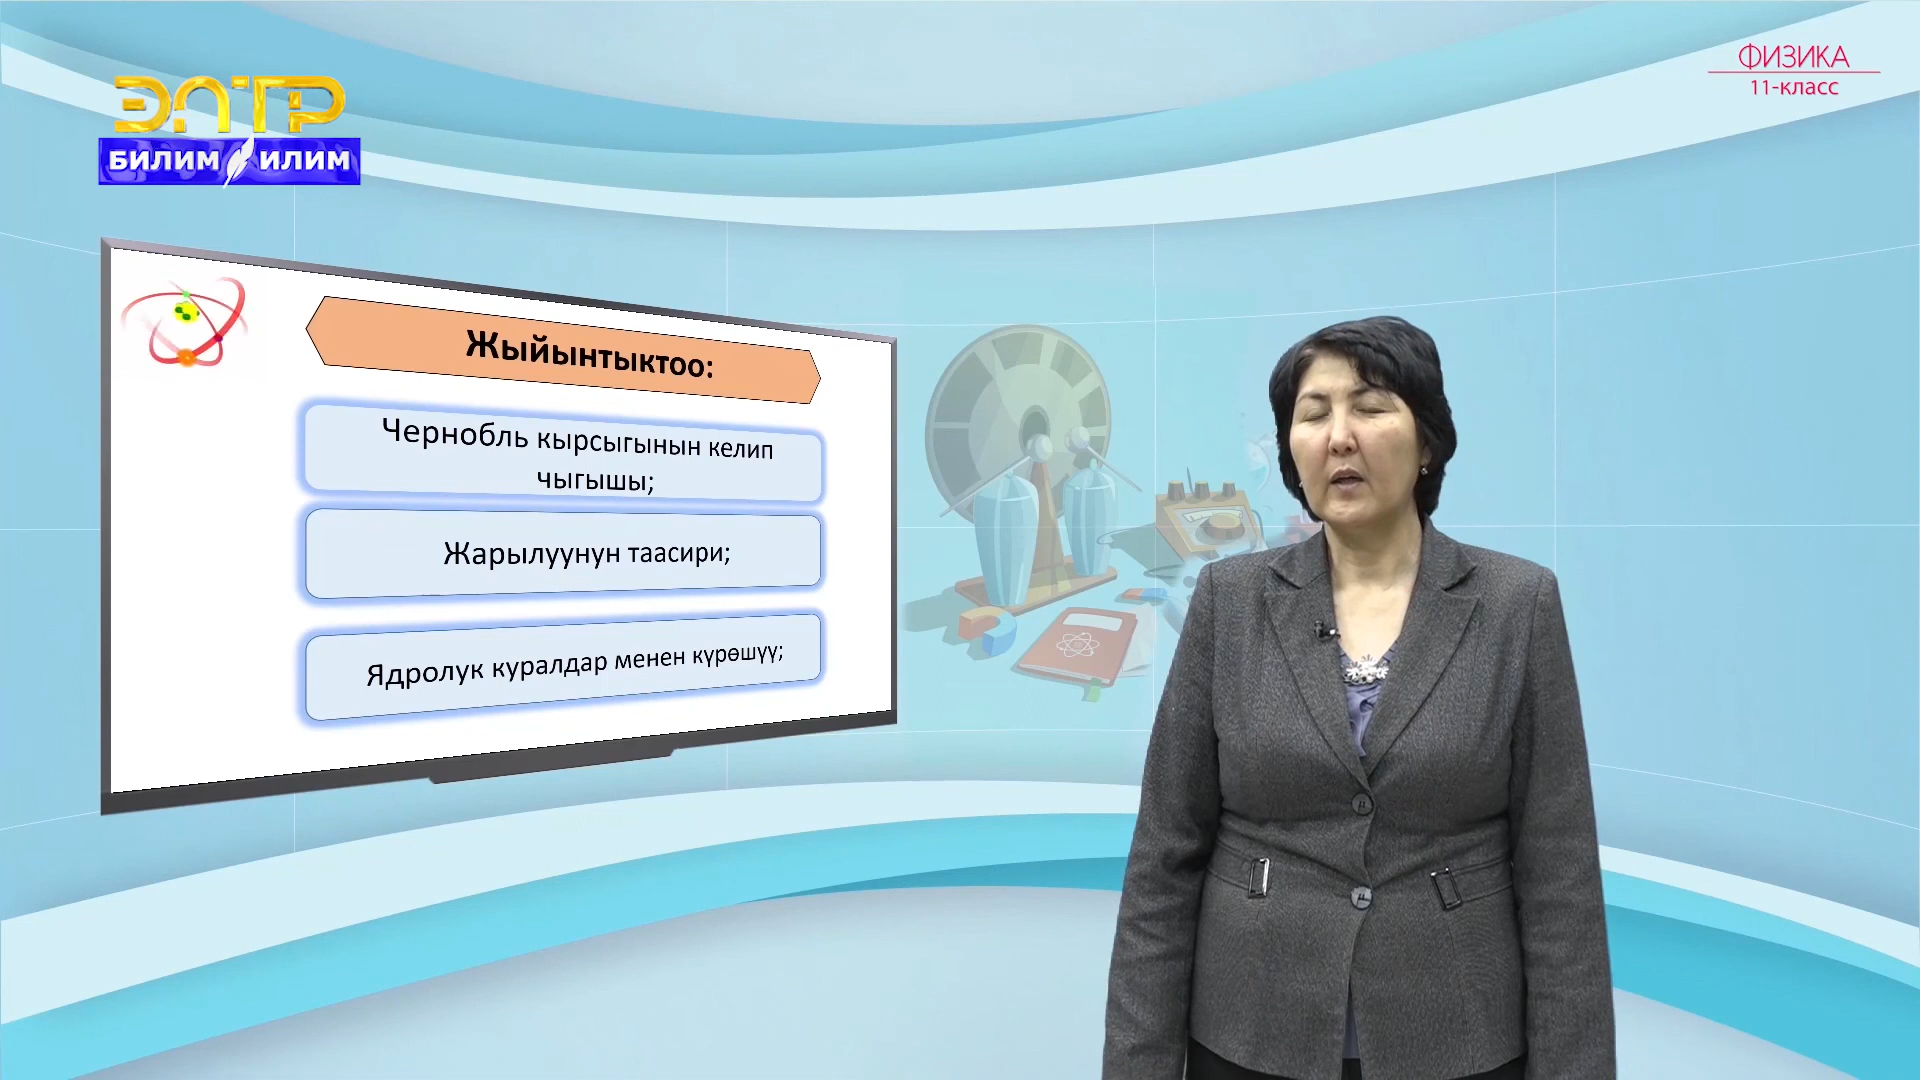 ЭЛТР
БИЛИМ ИЛИМ
ФИЗИКА
11-класс
Жыйынтыктоо:
Чернобль кырсыгынын келип
чыгышы;
Жарылуунун таасири;
Ядролук куралдар менен күрөшүү;